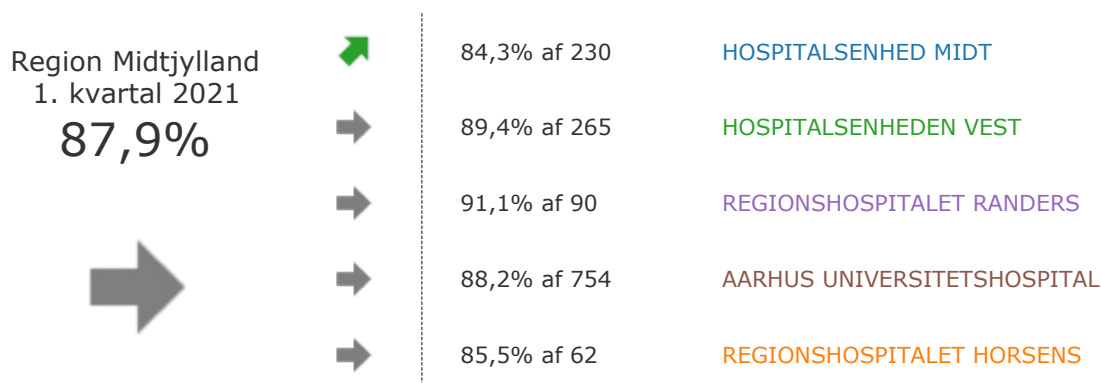 Region Midtjylland
1. kvartal 2021
87,9%
84,3% af 230 HOSPITALSENHED MIDT
89,4% af 265 HOSPITALSENHEDEN VEST
91,1% af 90 REGIONSHOSPITALET RANDERS
88,2% af 754 AARHUS UNIVERSITETSHOSPITAL
85,5% af 62 REGIONSHOSPITALET HORSENS